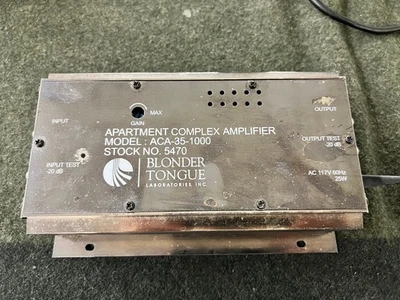 INPUT
MAX
GAIN
OUTPUT
APARTMENT COMPLEX AMPLIFIER
MODEL: ACA-35-1000
STOCK NO. 5470
INPUT TEST
-20 dB
OUTPUT TEST
-20 dB
BLONDER
TONGUE
LABORATORIES, INC.
AC 117V 60Hz
25W